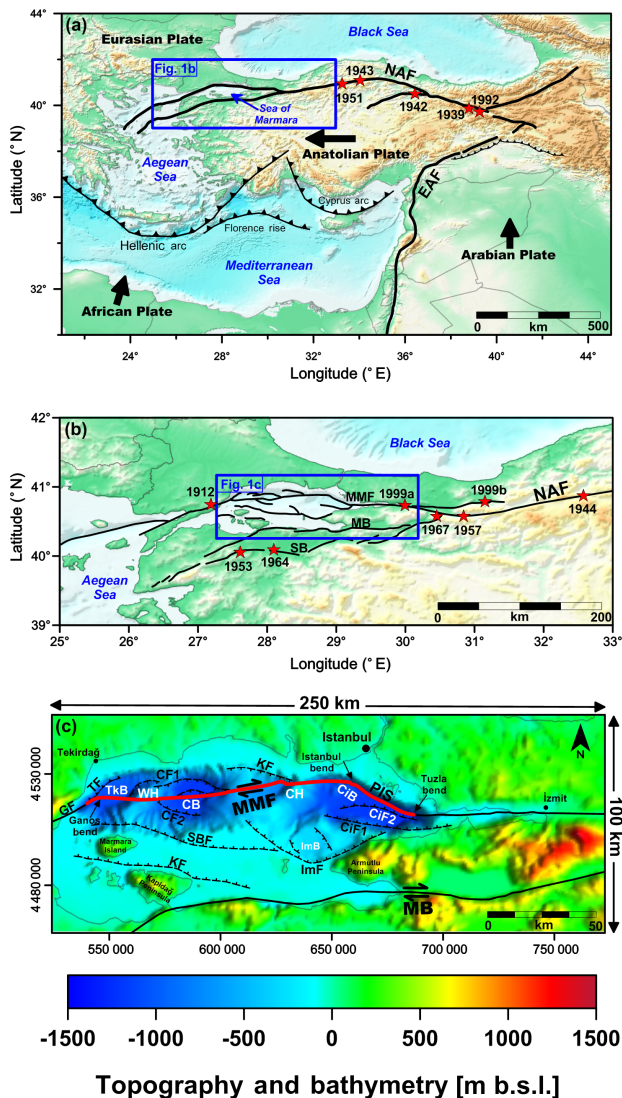 (a)
Black Sea
Eurasian Plate
Fig. 1b
1943
NAF
1951
1942
1992
1939
Sea of
Marmara
Anatolian Plate
Aegean
Sea
EAF
Cyprus arc
Hellenic arc
Florence rise
Mediterranean
Sea
Arabian Plate
African Plate
0 km 500
44°
42°
40°
36°
32°
Latitude (° N)
24° 28° 32° 36° 40° 44°
Longitude (° E)
(b)
Black Sea
Fig. 1c
1912
MMF
1999a
1999b
NAF
1944
MB
1967
1957
SB
1953
1964
Aegean
Sea
0 km 200
42°
41°
40°
39°
Latitude (° N)
25° 26° 27° 28° 29° 30° 31° 32° 33°
Longitude (° E)
250 km
(c)
Istanbul
N
Tekirdağ
Istanbul
bend
KF
CF1
TF
PIS
Tuzla
bend
TkB
WH
CB
MMF
CH
CiB
İzmit
GF
CF2
CiF2
CiF1
Ganos
bend
SBF
ImB
Marmara
Island
KF
ImF
Armutlu
Peninsula
Kapıdağ
Peninsula
MB
0 50
4 530 000
4 480 000
100 km
550 000 600 000 650 000 700 000 750 000
-1500 -1000 -500 0 500 1000 1500
Topography and bathymetry [m b.s.l.]